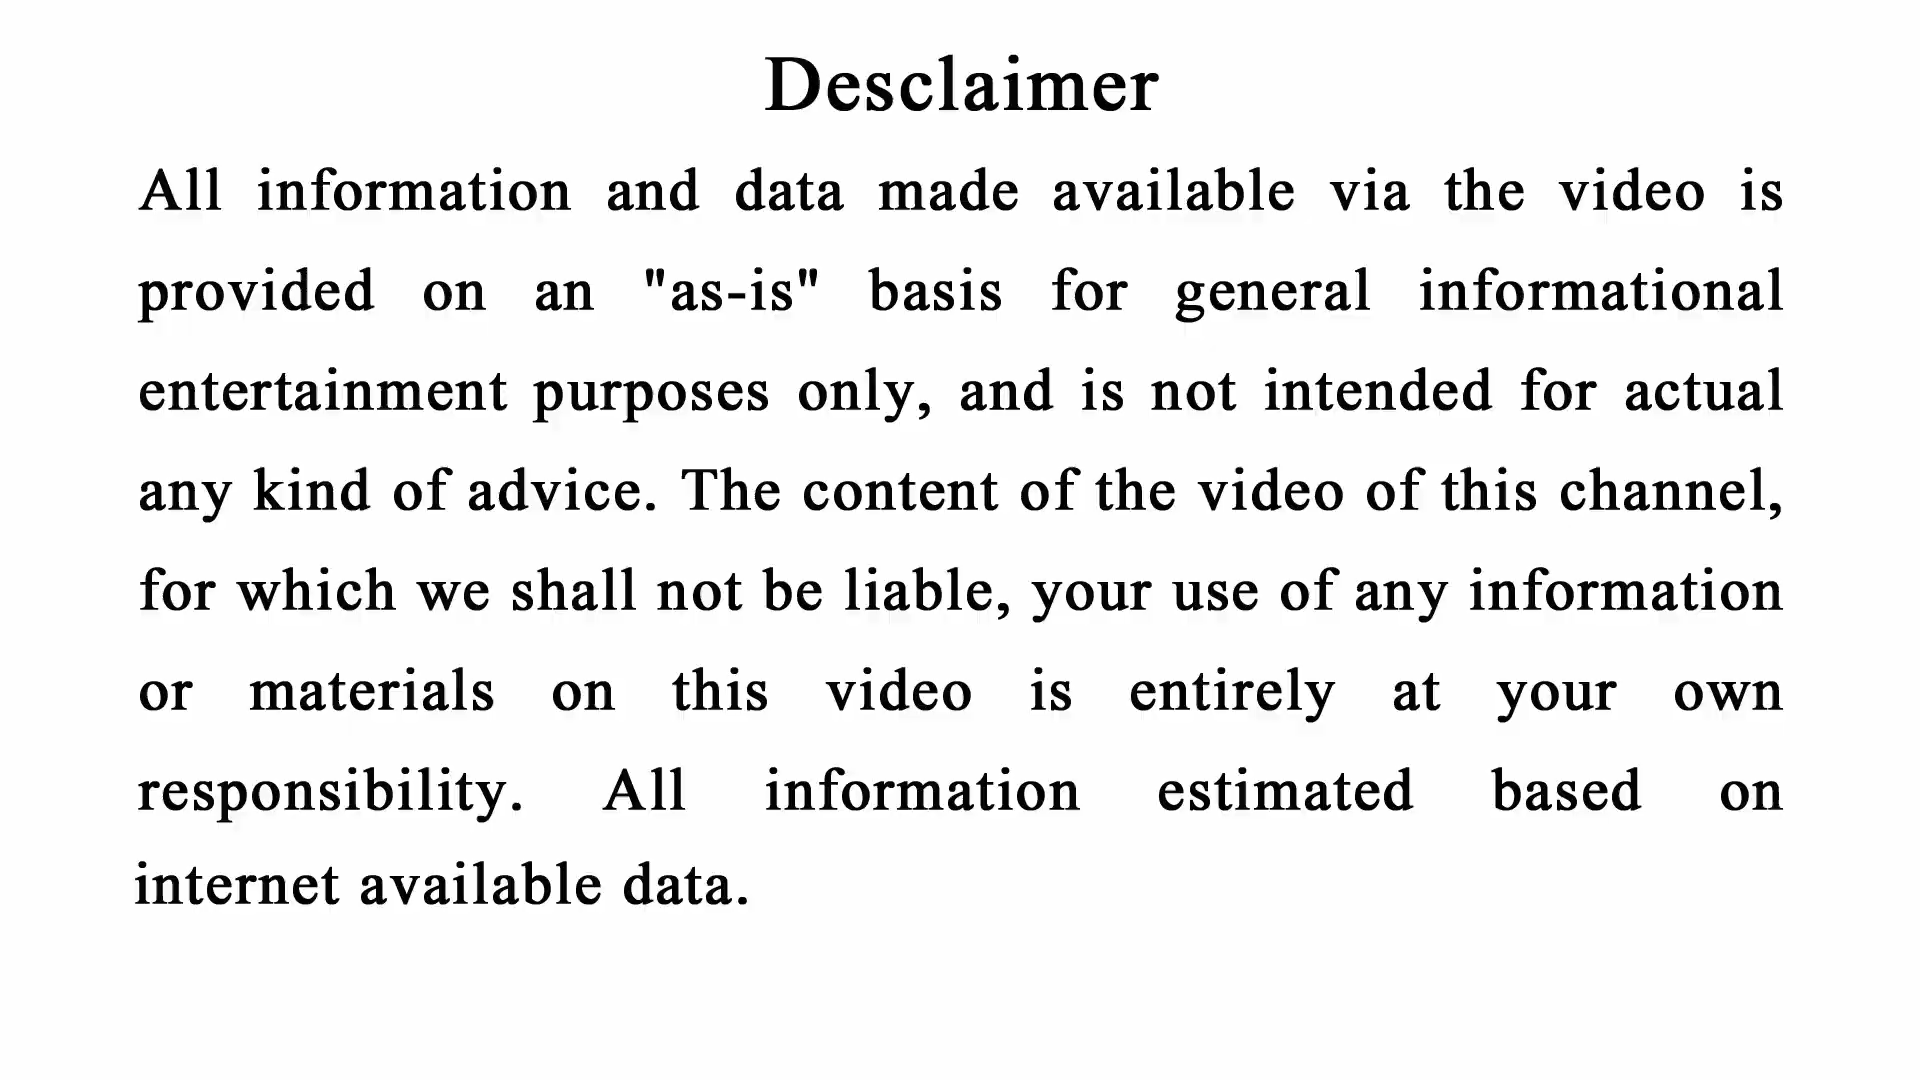 Desclaimer
All information and data made available via the video is
provided on an "as-is" basis for general informational
entertainment purposes only, and is not intended for actual
any kind of advice. The content of the video of this channel,
for which we shall not be liable, your use of any information
or materials on this video is entirely at your own
responsibility. All information estimated based on
internet available data.